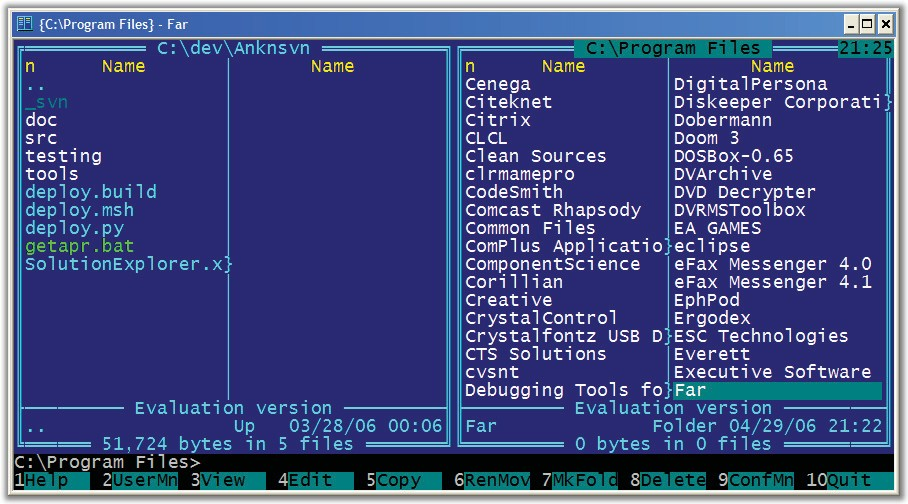 {C:\Program Files} - Far
C:\dev\Anknsvn
n Name Name
..
_svn
doc
src
testing
tools
deploy.build
deploy.msh
deploy.py
getapr.bat
SolutionExplorer.x}
Evaluation version
.. Up 03/28/06 00:06
51,724 bytes in 5 files
C:\Program Files 21:25
n Name Name
Cenega DigitalPersona
Citeknet Diskeeper Corporati}
Citrix Dobermann
CLCL Doom 3
Clean Sources DOSBox-0.65
clrmamepro DVArchive
CodeSmith DVD Decrypter
Comcast Rhapsody DVRMSToolbox
Common Files EA GAMES
ComPlus Applicatio} eclipse
ComponentScience eFax Messenger 4.0
Corillian eFax Messenger 4.1
Creative EphPod
CrystalControl Ergodex
Crystalfontz USB D} ESC Technologies
CTS Solutions Everett
cvsnt Executive Software
Debugging Tools fo} Far
Evaluation version
Far Folder 04/29/06 21:22
0 bytes in 0 files
C:\Program Files>
1Help 2UserMn 3View 4Edit 5Copy 6RenMov 7MkFold 8Delete 9ConfMn 10Quit